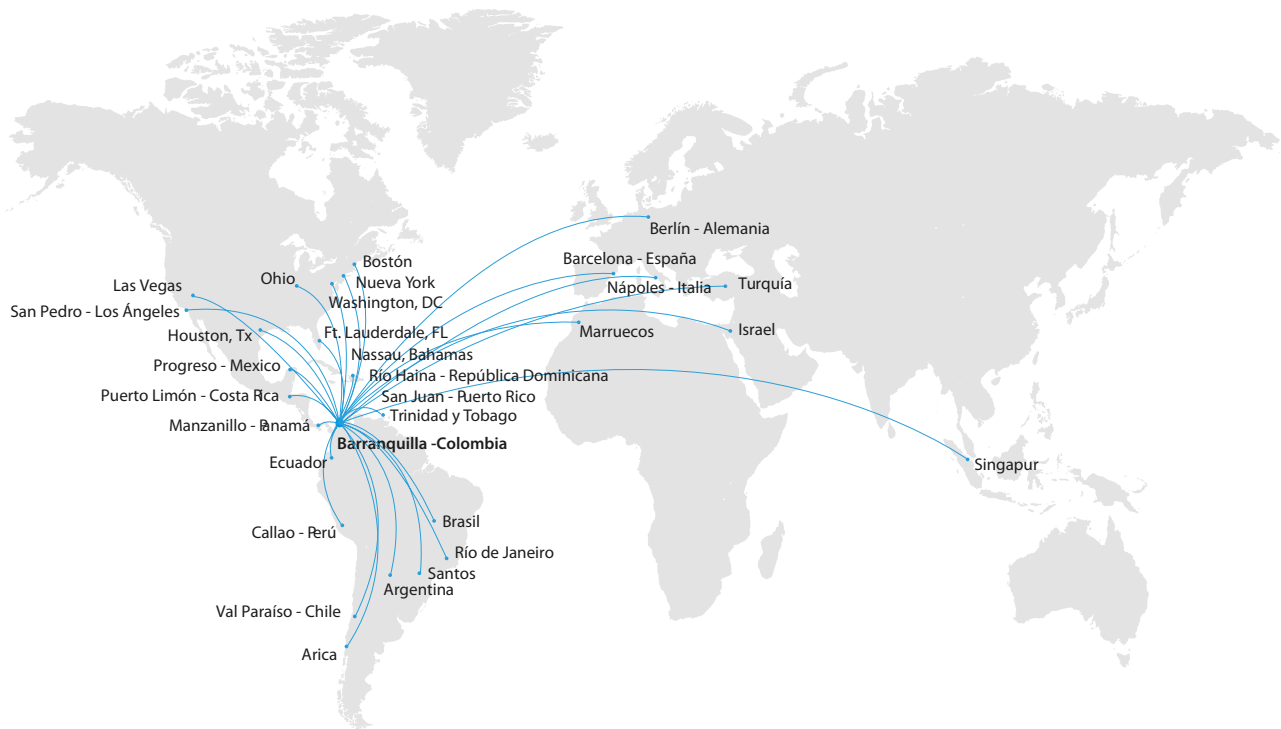 Berlín - Alemania
Barcelona - España
Bostón
Ohio
Nueva York
Las Vegas
Turquía
Nápoles - Italia
Washington, DC
San Pedro - Los Ángeles
Israel
Marruecos
Ft. Lauderdale, FL
Houston, Tx
Nassau, Bahamas
Progreso - Mexico
Río Haina - República Dominicana
Puerto Limón - Costa Rica
San Juan - Puerto Rico
Trinidad y Tobago
Manzanillo - Panamá
Barranquilla -Colombia
Ecuador
Singapur
Brasil
Callao - Perú
Río de Janeiro
Santos
Argentina
Val Paraíso - Chile
Arica